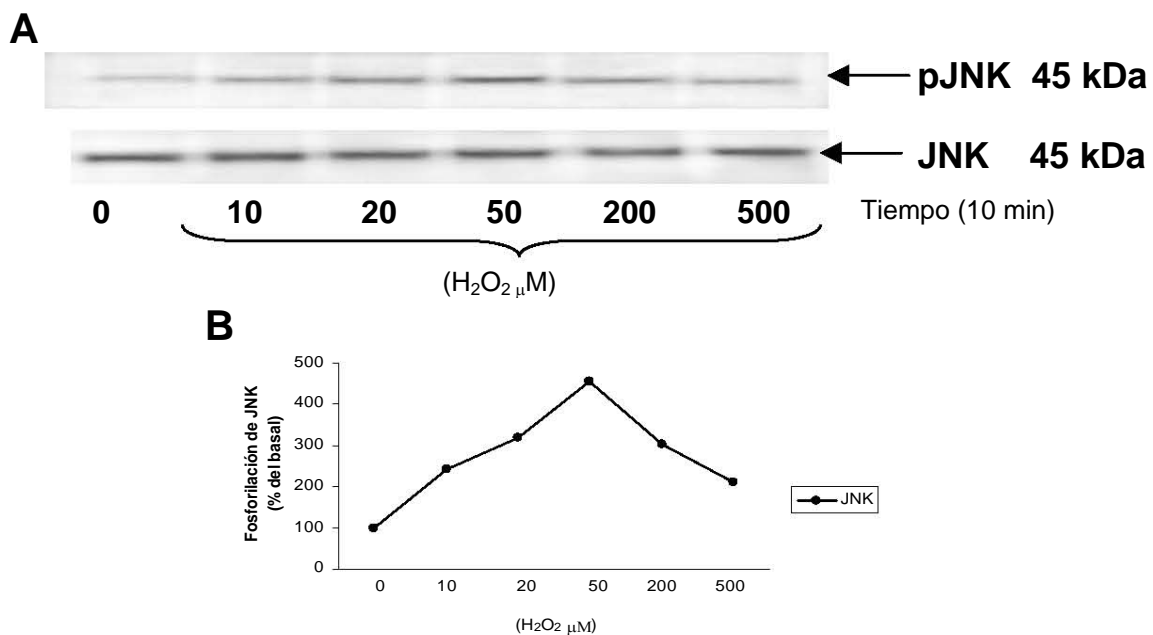 A
pJNK 45 kDa
JNK 45 kDa
0 10 20 50 200 500 Tiempo (10 min)
(H₂O₂ μM)
B
Fosforilación de JNK
(% del basal)
500
400
300
200
100
0
0 10 20 50 200 500
(H₂O₂ μM)
JNK